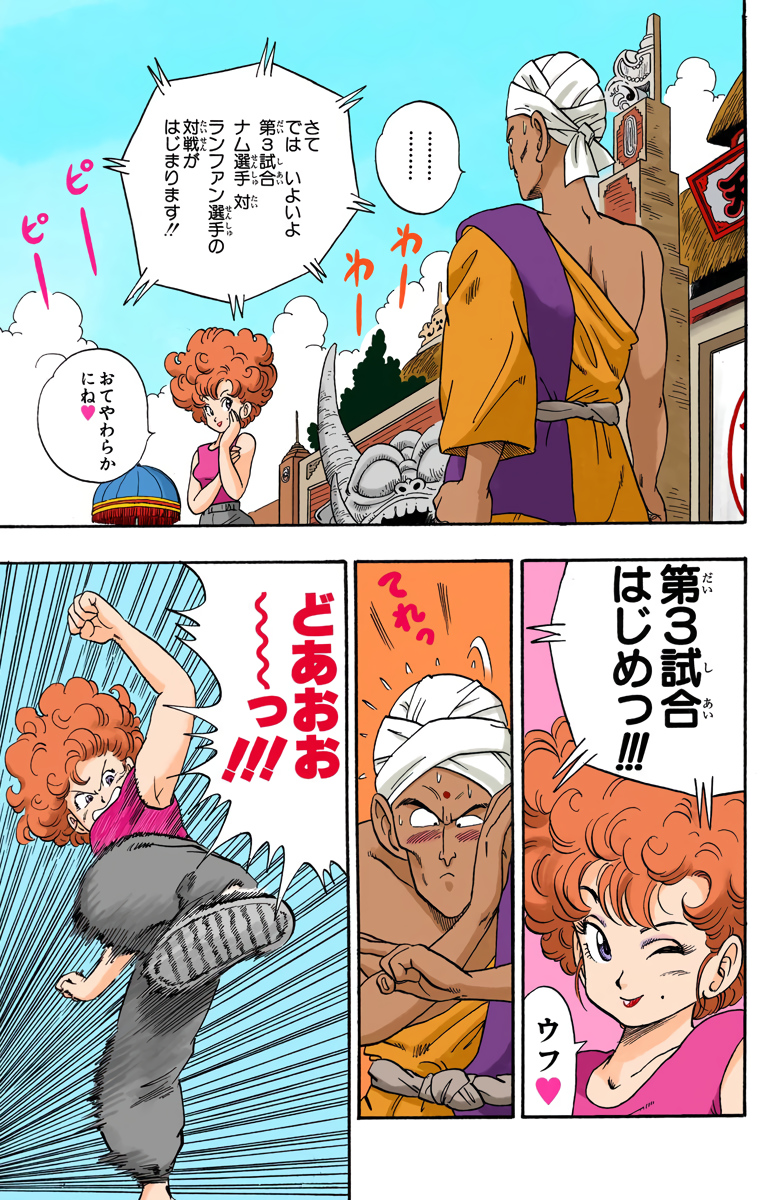 ………
………
さて
では いよいよ
第3試合
ナム選手 対
ランファン選手の
対戦が
はじまります!!
わー
わー
ピー
ピー
おてやわらか
にね♥
第3試合
はじめっ!!!
ウフ♥
てれっ
どあおお
〜〜〜っ!!!